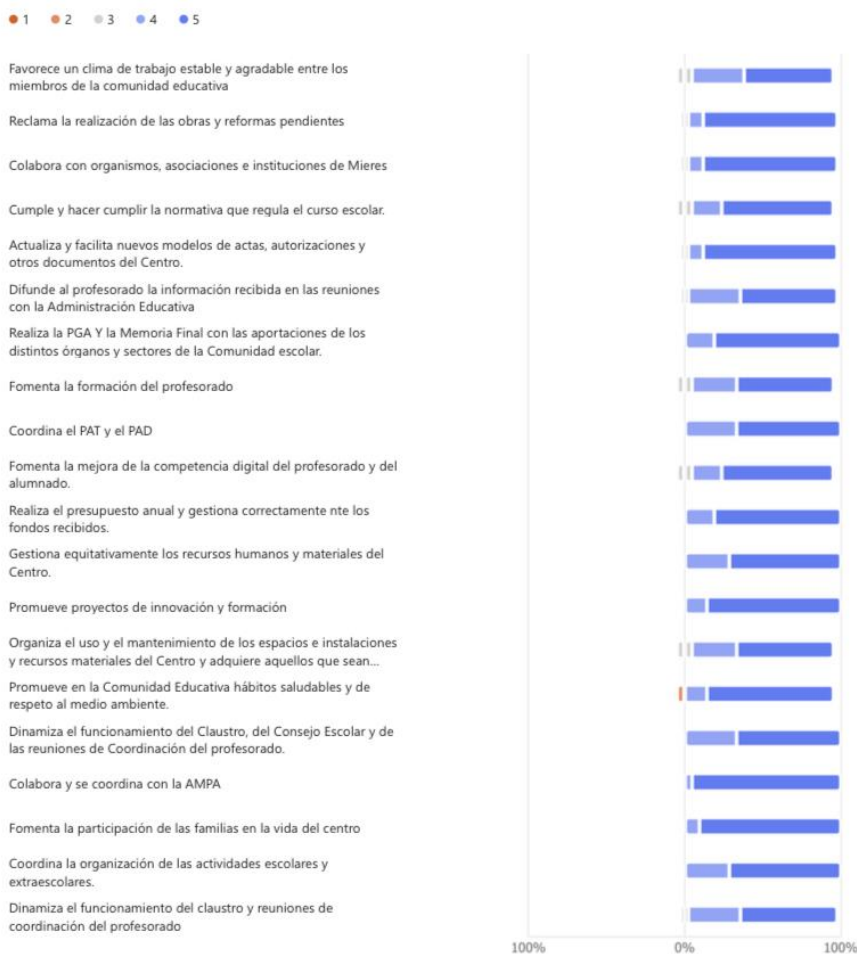 1 2 3 4 5
Favorece un clima de trabajo estable y agradable entre los
miembros de la comunidad educativa
Reclama la realización de las obras y reformas pendientes
Colabora con organismos, asociaciones e instituciones de Mieres
Cumple y hacer cumplir la normativa que regula el curso escolar.
Actualiza y facilita nuevos modelos de actas, autorizaciones y
otros documentos del Centro.
Difunde al profesorado la información recibida en las reuniones
con la Administración Educativa
Realiza la PGA Y la Memoria Final con las aportaciones de los
distintos órganos y sectores de la Comunidad escolar.
Fomenta la formación del profesorado
Coordina el PAT y el PAD
Fomenta la mejora de la competencia digital del profesorado y del
alumnado.
Realiza el presupuesto anual y gestiona correctamente nte los
fondos recibidos.
Gestiona equitativamente los recursos humanos y materiales del
Centro.
Promueve proyectos de innovación y formación
Organiza el uso y el mantenimiento de los espacios e instalaciones
y recursos materiales del Centro y adquiere aquellos que sean...
Promueve en la Comunidad Educativa hábitos saludables y de
respeto al medio ambiente.
Dinamiza el funcionamiento del Claustro, del Consejo Escolar y de
las reuniones de Coordinación del profesorado.
Colabora y se coordina con la AMPA
Fomenta la participación de las familias en la vida del centro
Coordina la organización de las actividades escolares y
extraescolares.
Dinamiza el funcionamiento del claustro y reuniones de
coordinación del profesorado
100% 0% 100%